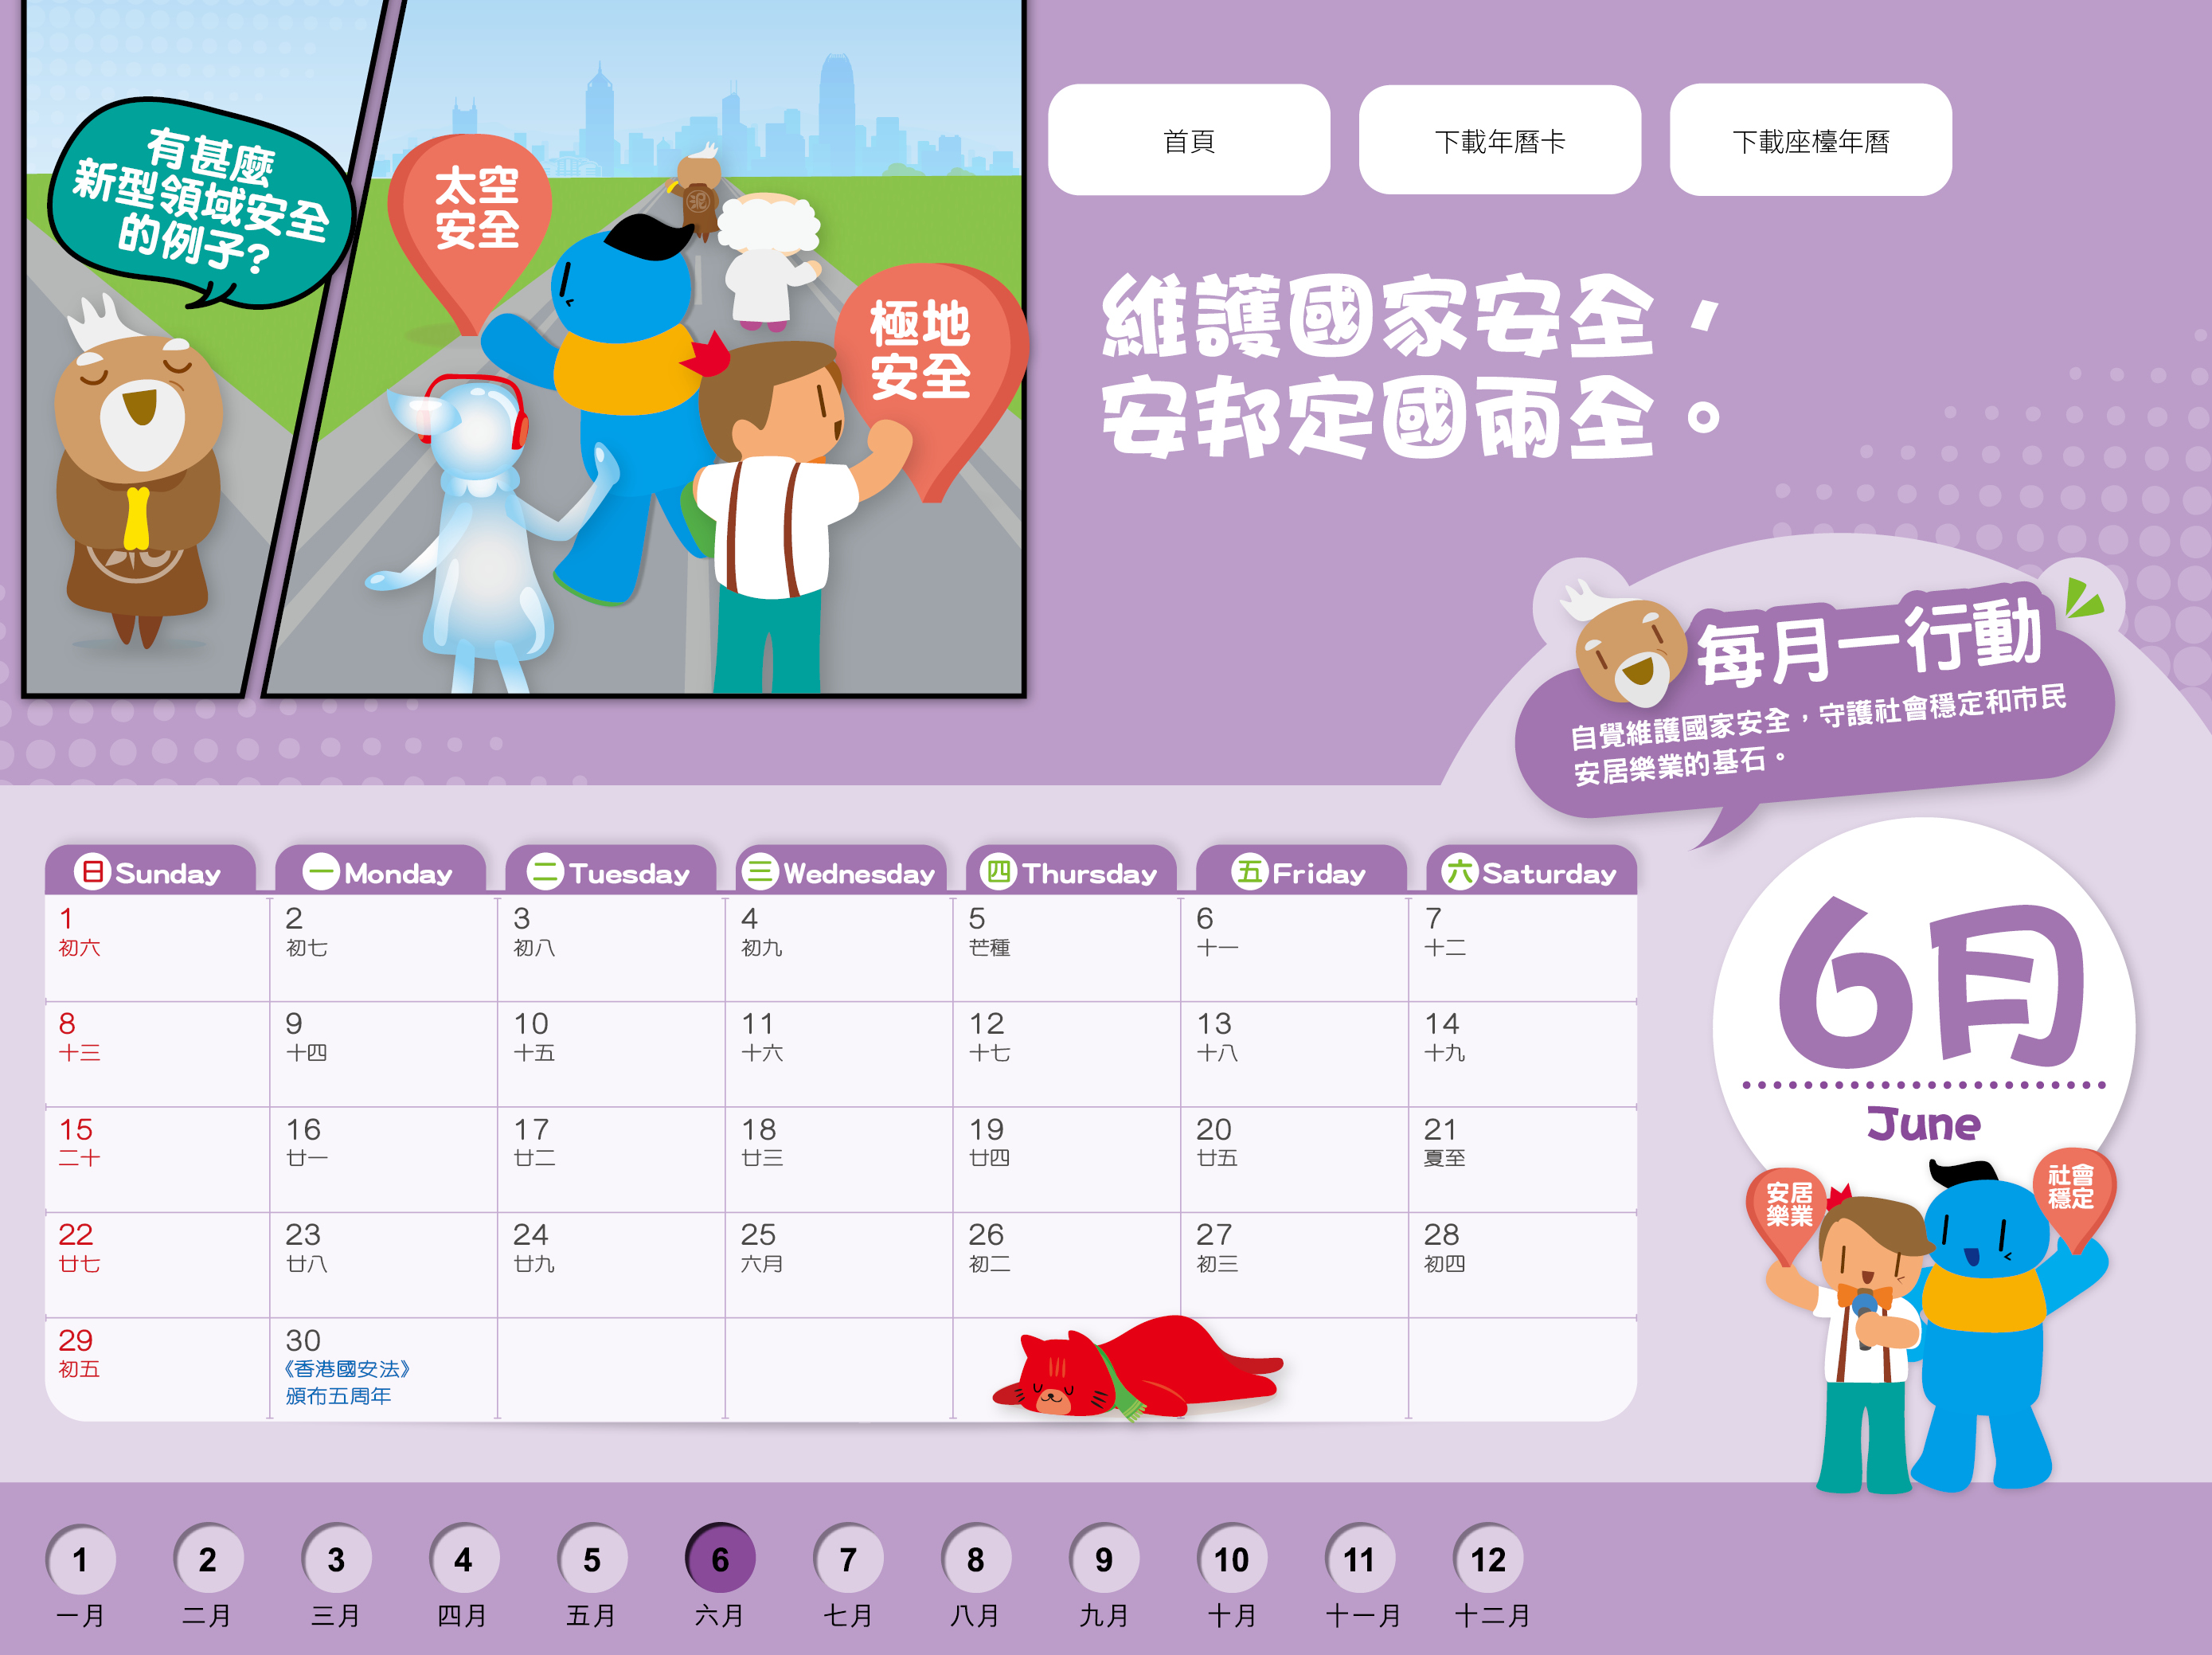 有甚麼
新型領域安全
的例子?
太空
安全
極地
安全
首頁
下載年曆卡
下載座檯年曆
維護國家安全，
安邦定國兩全。
每月一行動
自覺維護國家安全，守護社會穩定和市民
安居樂業的基石。
日 Sunday 一 Monday 二 Tuesday 三 Wednesday 四 Thursday 五 Friday 六 Saturday
1 2 3 4 5 6 7
初六 初七 初八 初九 芒種 十一 十二
8 9 10 11 12 13 14
十三 十四 十五 十六 十七 十八 十九
15 16 17 18 19 20 21
二十 廿一 廿二 廿三 廿四 廿五 夏至
22 23 24 25 26 27 28
廿七 廿八 廿九 六月 初二 初三 初四
29 30
初五 《香港國安法》
頒布五周年
6月
June
安居
樂業
社會
穩定
1 2 3 4 5 6 7 8 9 10 11 12
一月 二月 三月 四月 五月 六月 七月 八月 九月 十月 十一月 十二月